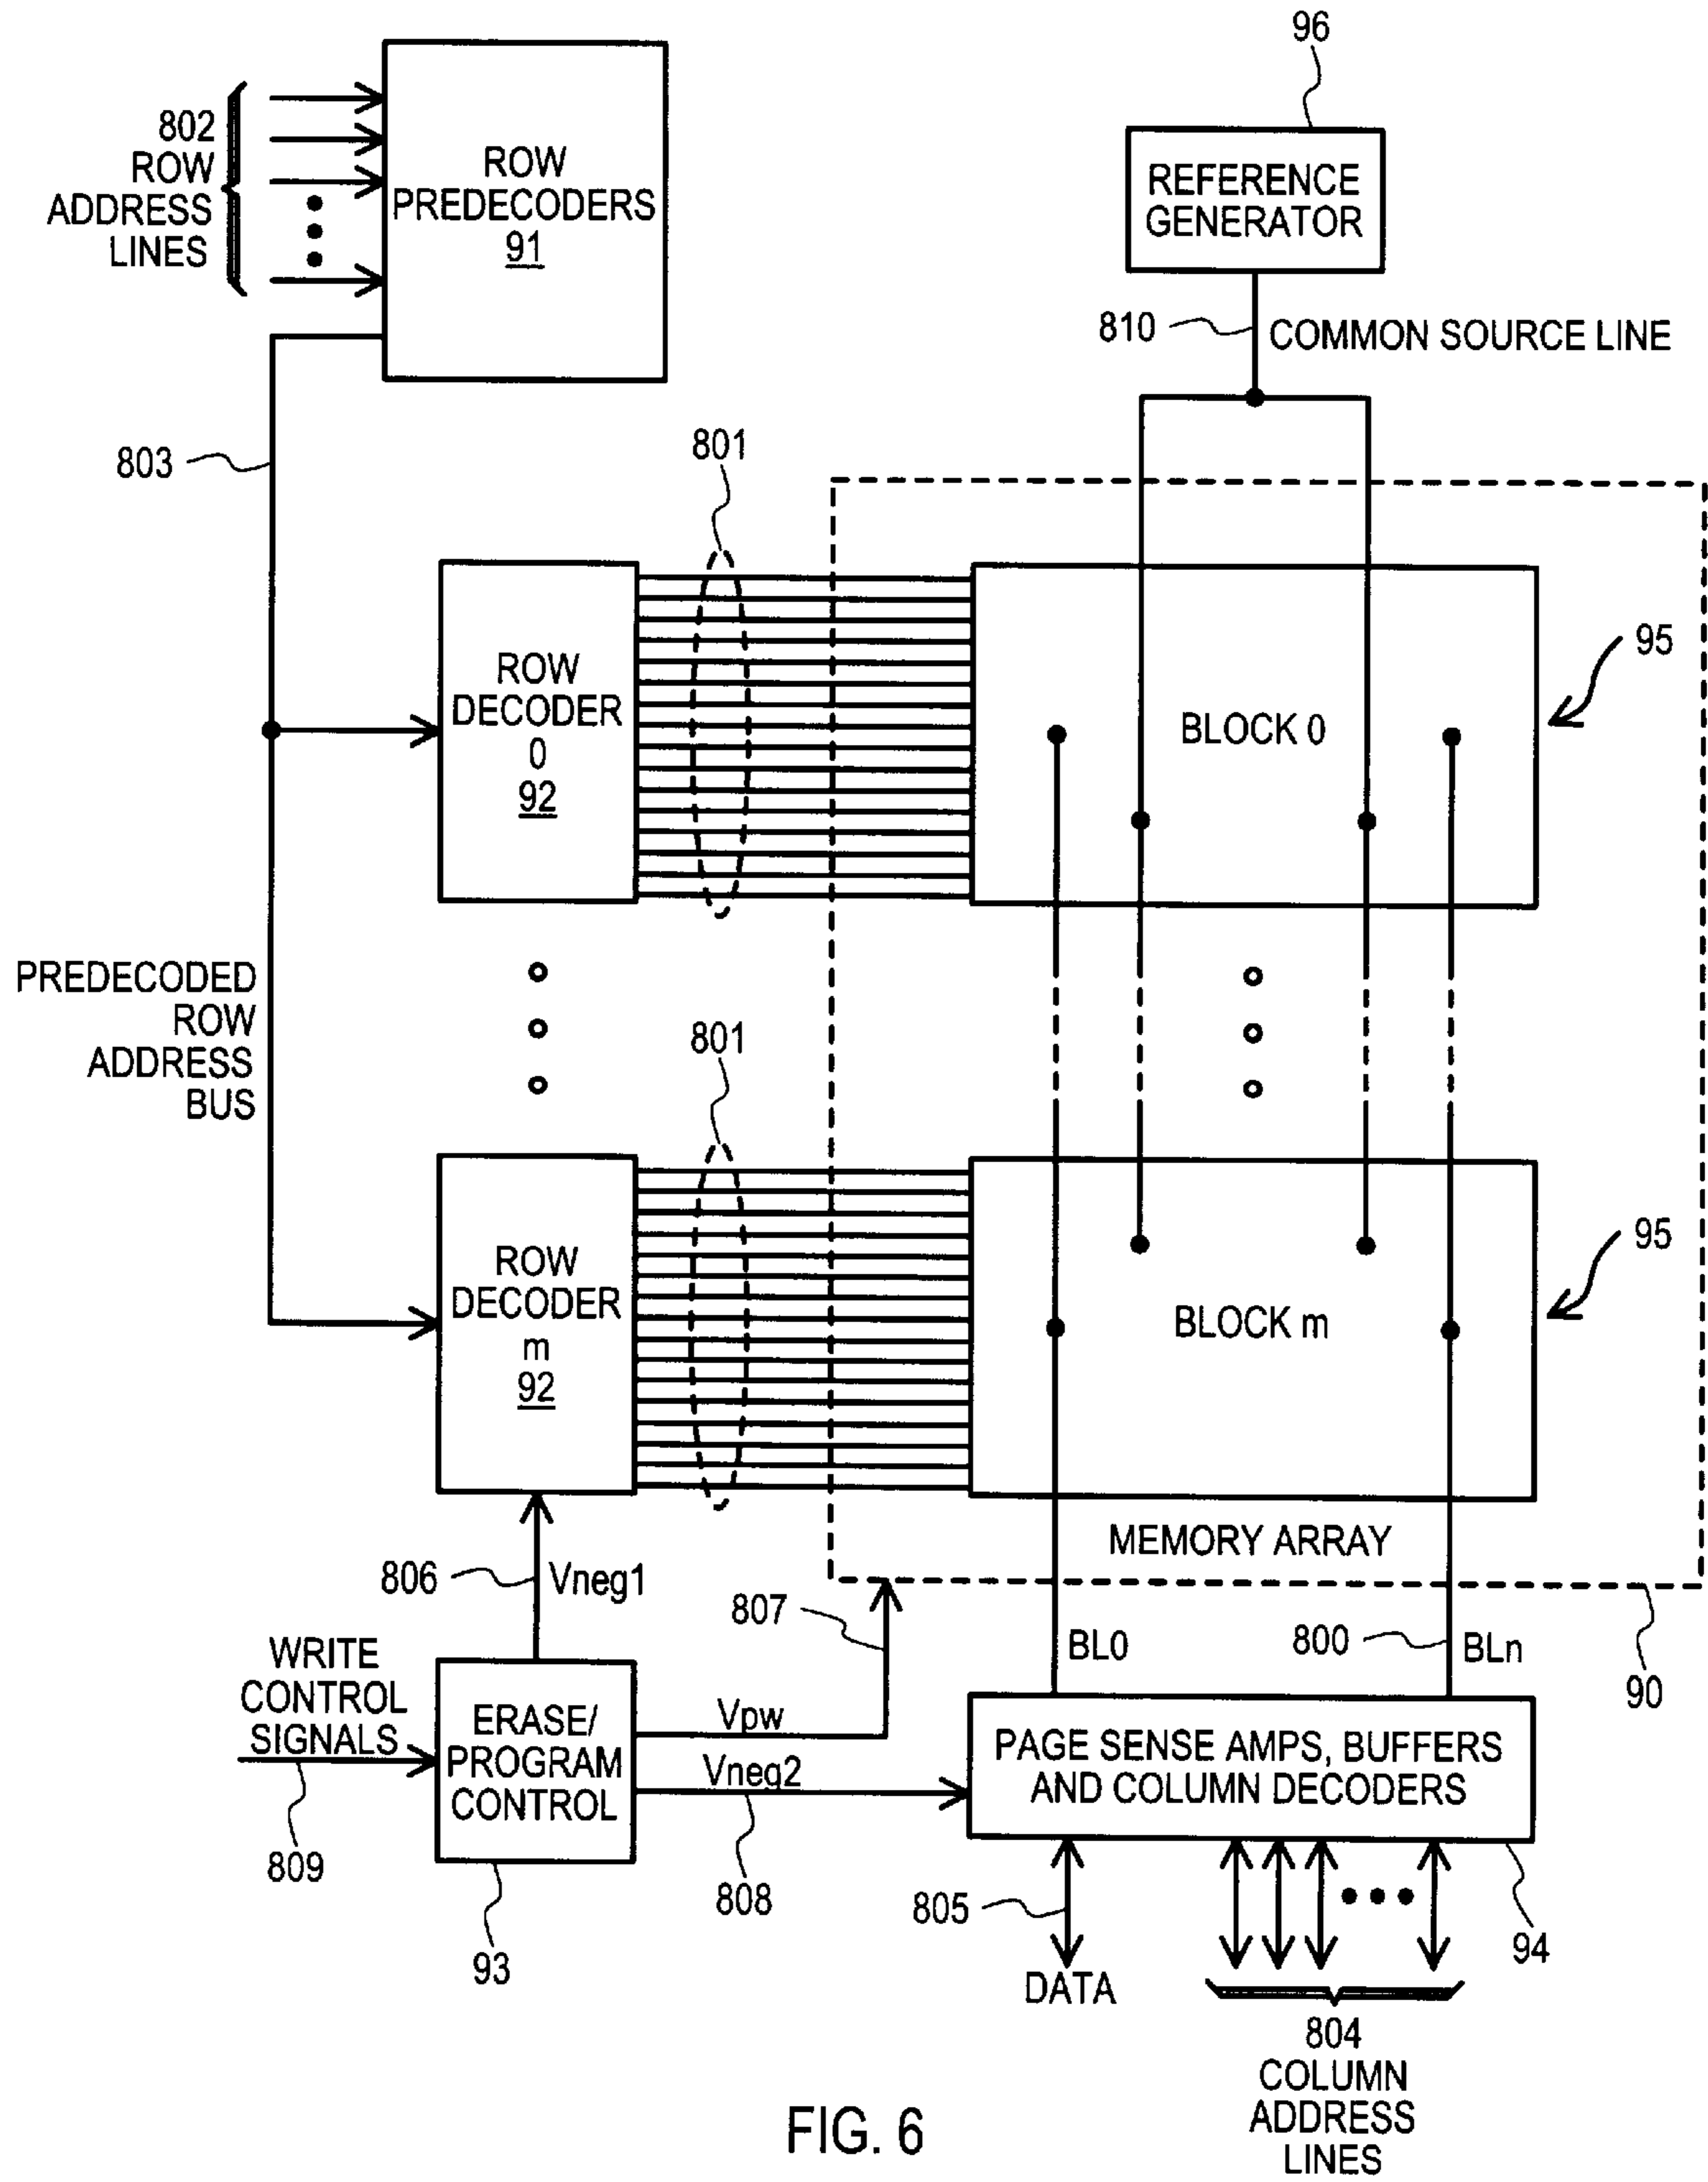 96
802
ROW
ADDRESS
LINES
ROW
PREDECODERS
91
REFERENCE
GENERATOR
810
COMMON SOURCE LINE
803
801
ROW
DECODER
0
92
BLOCK 0
95
PREDECODED
ROW
ADDRESS
BUS
801
ROW
DECODER
m
92
BLOCK m
95
MEMORY ARRAY
806
Vneg1
807
BL0
800
BLn
90
WRITE
CONTROL
SIGNALS
809
ERASE/
PROGRAM
CONTROL
93
Vpw
Vneg2
808
PAGE SENSE AMPS, BUFFERS
AND COLUMN DECODERS
94
805
DATA
804
COLUMN
ADDRESS
LINES
FIG. 6